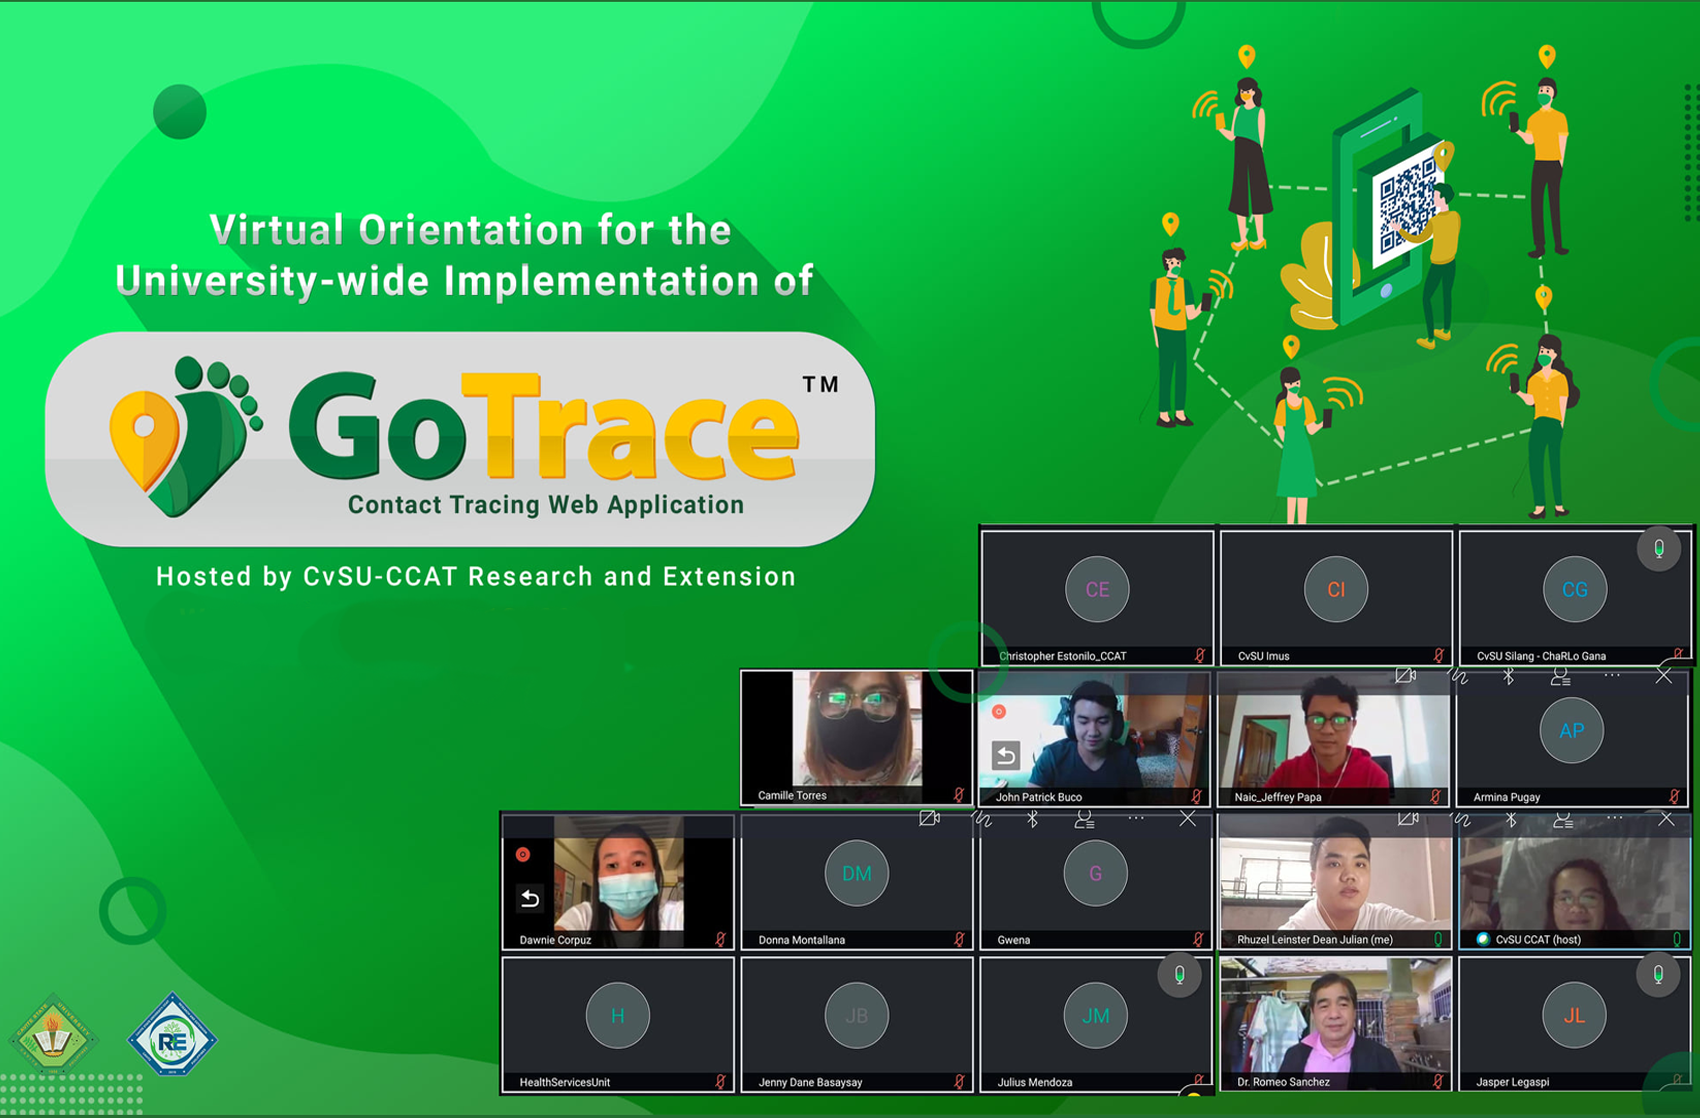 Virtual Orientation for the
University-wide Implementation of
GoTrace TM
Contact Tracing Web Application
Hosted by CvSU-CCAT Research and Extension
CE
CI
CG
Christopher Estonilo_CCAT
CvSU Imus
CvSU Silang - ChaRLo Gana
AP
Camille Torres
John Patrick Buco
Naic_Jeffrey Papa
Armina Pugay
DM
G
Dawnie Corpuz
Donna Montallana
Gwena
Rhuzel Leinster Dean Julian (me)
CvSU CCAT (host)
H
JB
JM
JL
HealthServicesUnit
Jenny Dane Basaysay
Julius Mendoza
Dr. Romeo Sanchez
Jasper Legaspi
RE